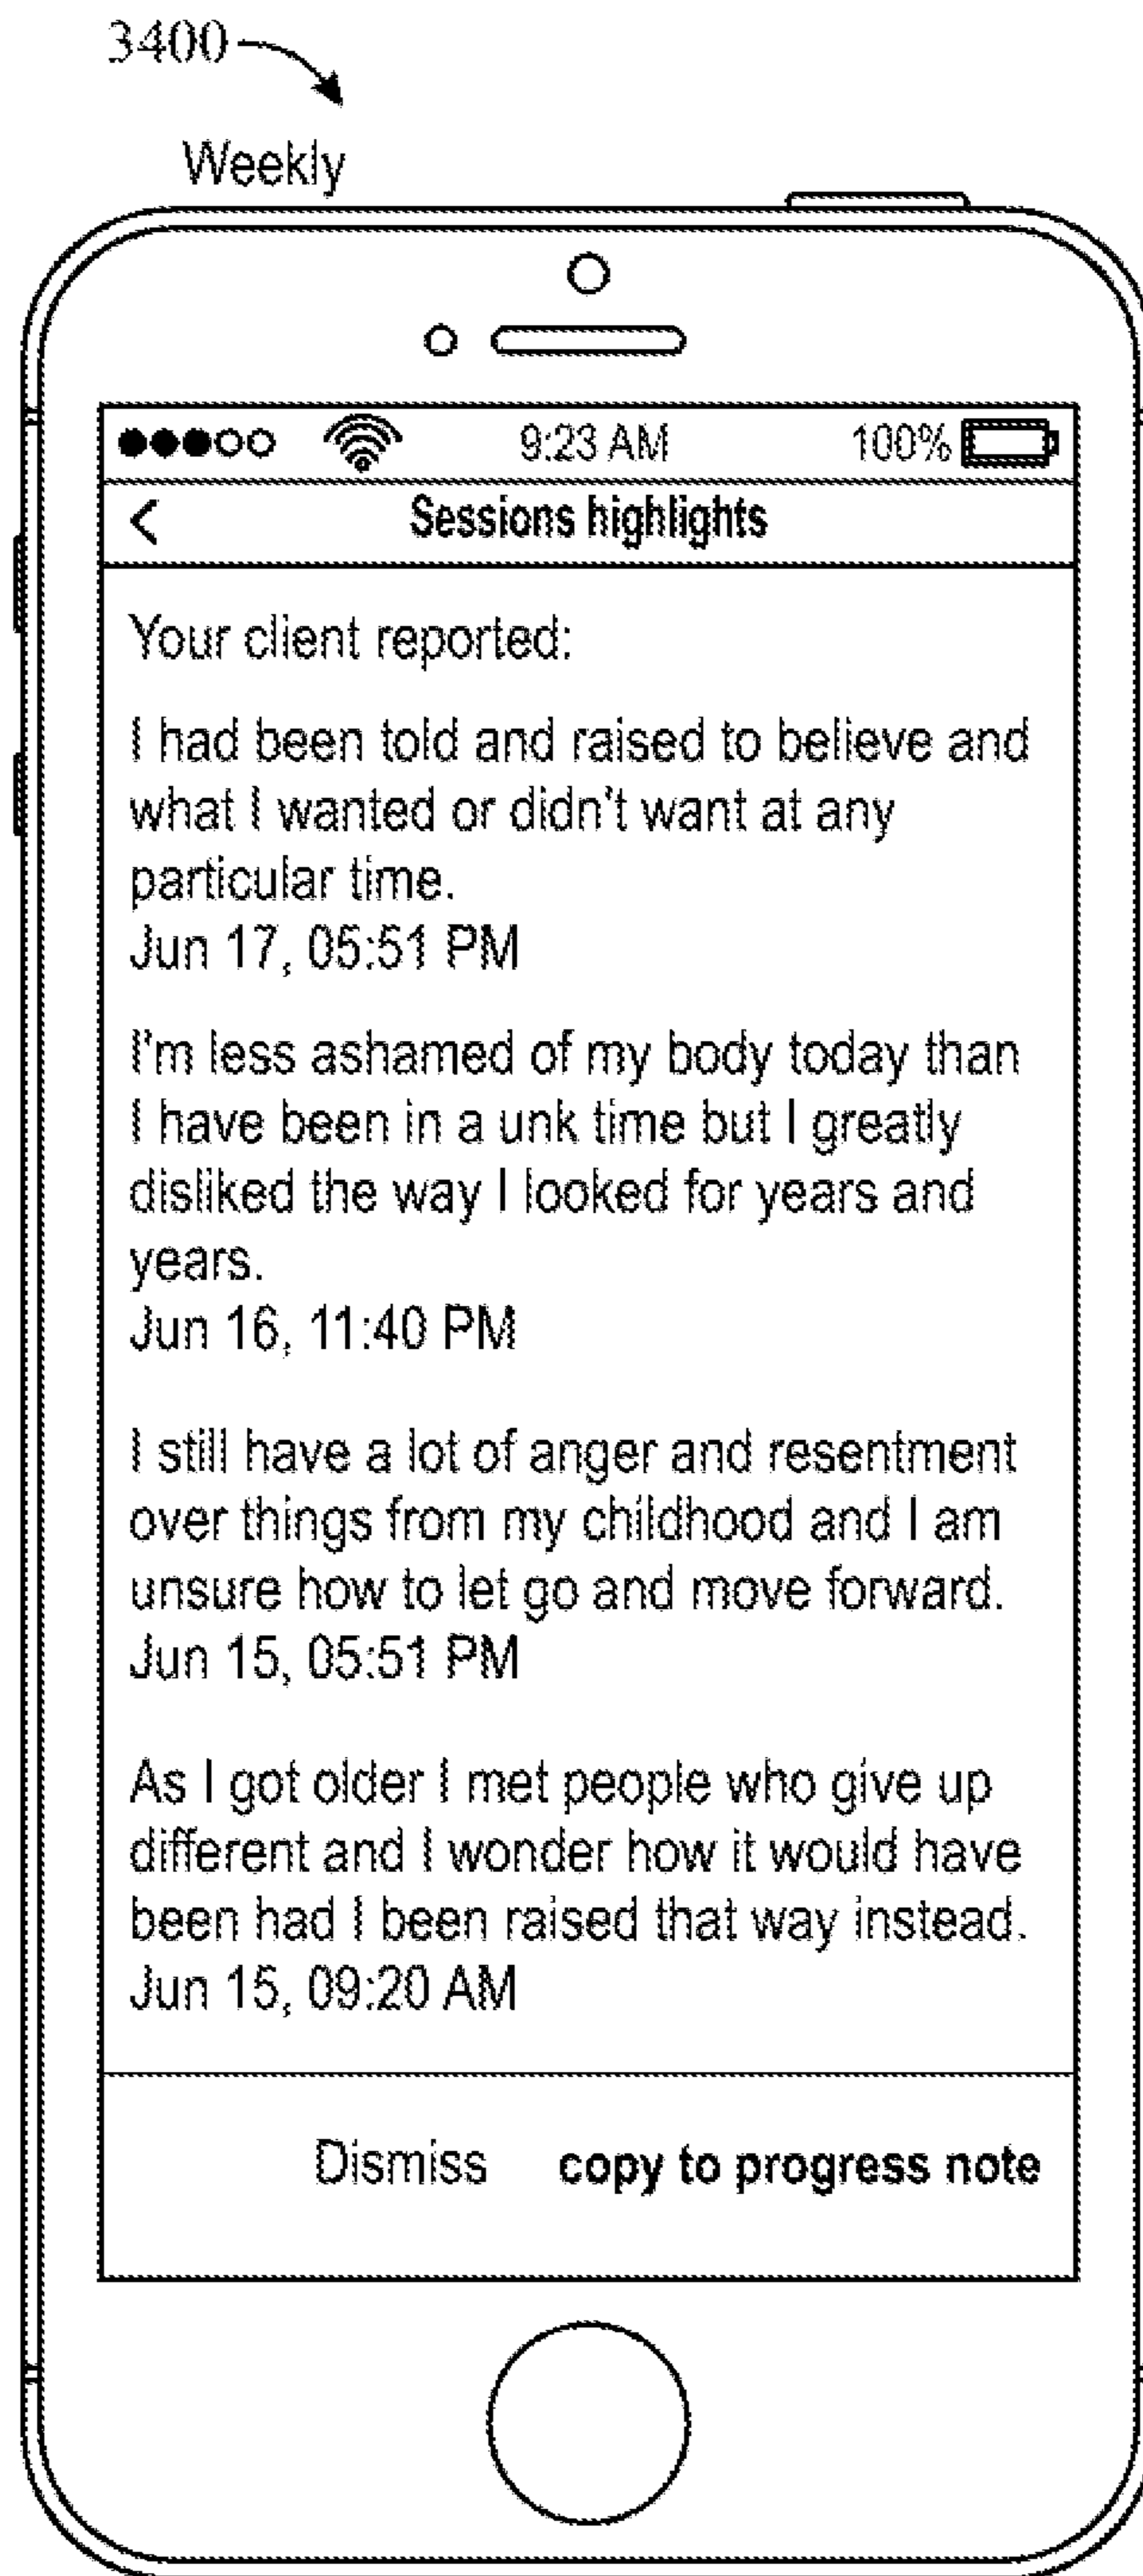 3400
Weekly
9:23 AM 100%
< Sessions highlights
Your client reported:
I had been told and raised to believe and
what I wanted or didn't want at any
particular time.
Jun 17, 05:51 PM
I'm less ashamed of my body today than
I have been in a unk time but I greatly
disliked the way I looked for years and
years.
Jun 16, 11:40 PM
I still have a lot of anger and resentment
over things from my childhood and I am
unsure how to let go and move forward.
Jun 15, 05:51 PM
As I got older I met people who give up
different and I wonder how it would have
been had I been raised that way instead.
Jun 15, 09:20 AM
Dismiss copy to progress note